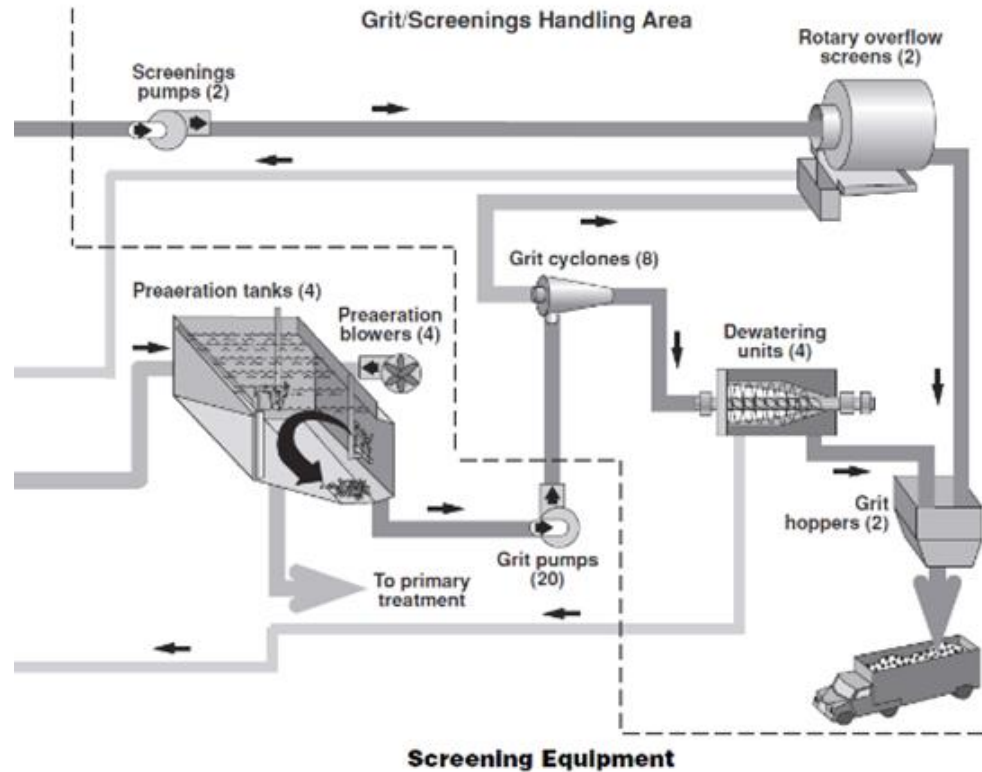 Grit/Screenings Handling Area
Rotary overflow
screens (2)
Screenings
pumps (2)
Grit cyclones (8)
Preaeration tanks (4)
Preaeration
blowers (4)
Dewatering
units (4)
Grit
hoppers (2)
Grit pumps
(20)
To primary
treatment
Screening Equipment